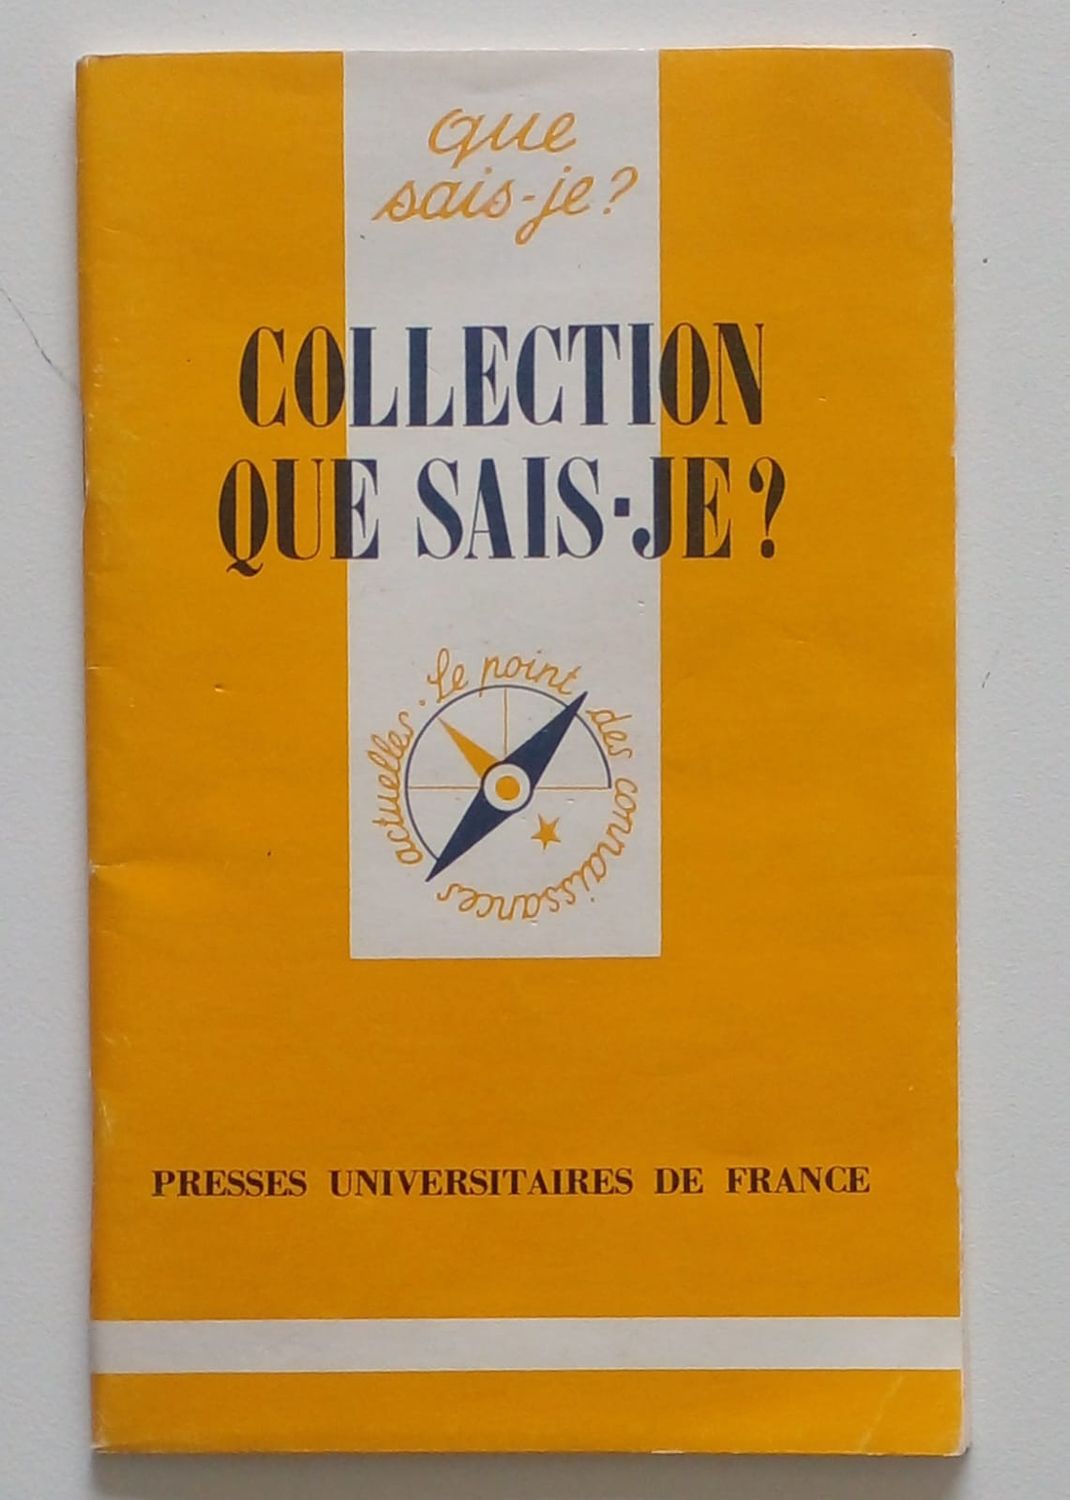 que
sais-je?
COLLECTION
QUE SAIS-JE?
Le point des connaissances actuelles.
PRESSES UNIVERSITAIRES DE FRANCE